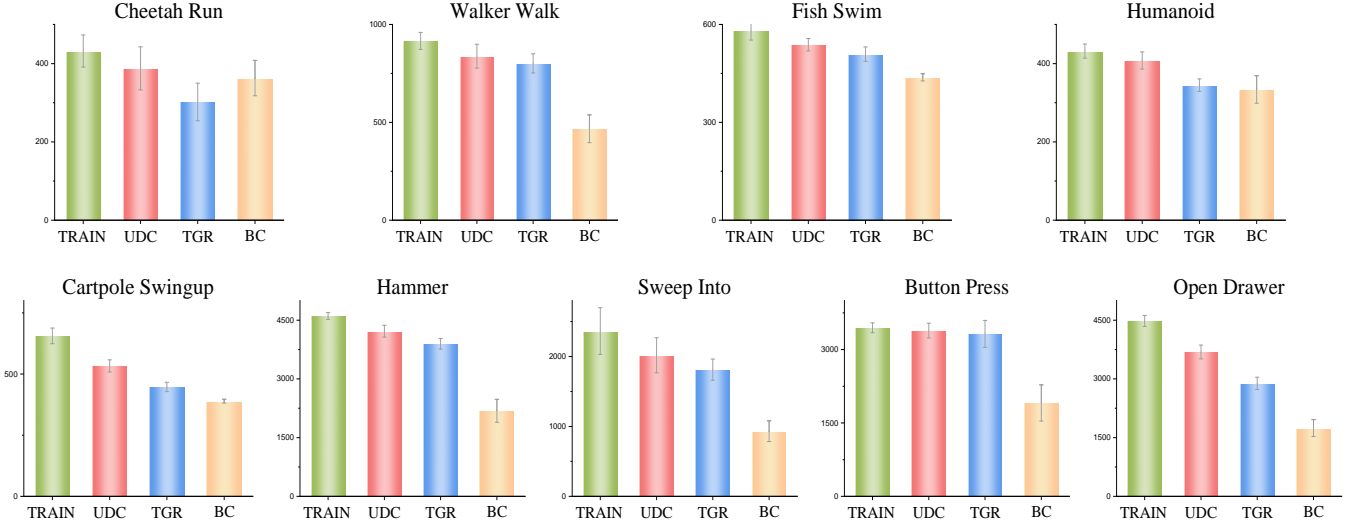 Cheetah Run
400
200
0
TRAIN UDC TGR BC
Walker Walk
1000
500
0
TRAIN UDC TGR BC
Fish Swim
600
300
0
TRAIN UDC TGR BC
Humanoid
400
200
0
TRAIN UDC TGR BC
Cartpole Swingup
500
0
TRAIN UDC TGR BC
Hammer
4500
3000
1500
0
TRAIN UDC TGR BC
Sweep Into
2000
1000
0
TRAIN UDC TGR BC
Button Press
3000
1500
0
TRAIN UDC TGR BC
Open Drawer
4500
3000
1500
0
TRAIN UDC TGR BC